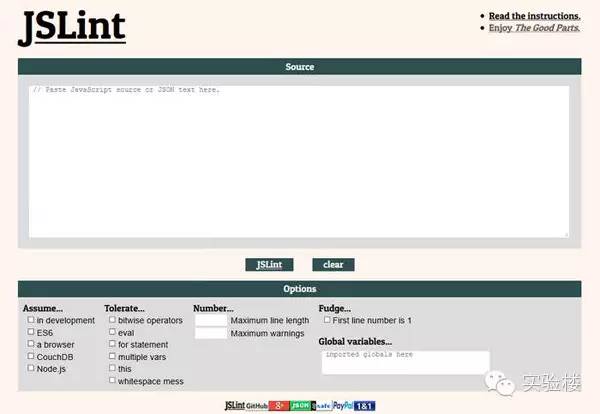 JSLint
Read the instructions.
Enjoy The Good Parts.
Source
// Paste JavaScript source or JSON text here.
JSLint clear
Options
Assume...
in development
ES6
a browser
CouchDB
Node.js
Tolerate...
bitwise operators
eval
for statement
multiple vars
this
whitespace mess
Number...
Maximum line length
Maximum warnings
Fudge...
First line number is 1
Global variables...
imported globals here
实验楼
JSLint GitHub g+ JSON safe PayPal 1&1